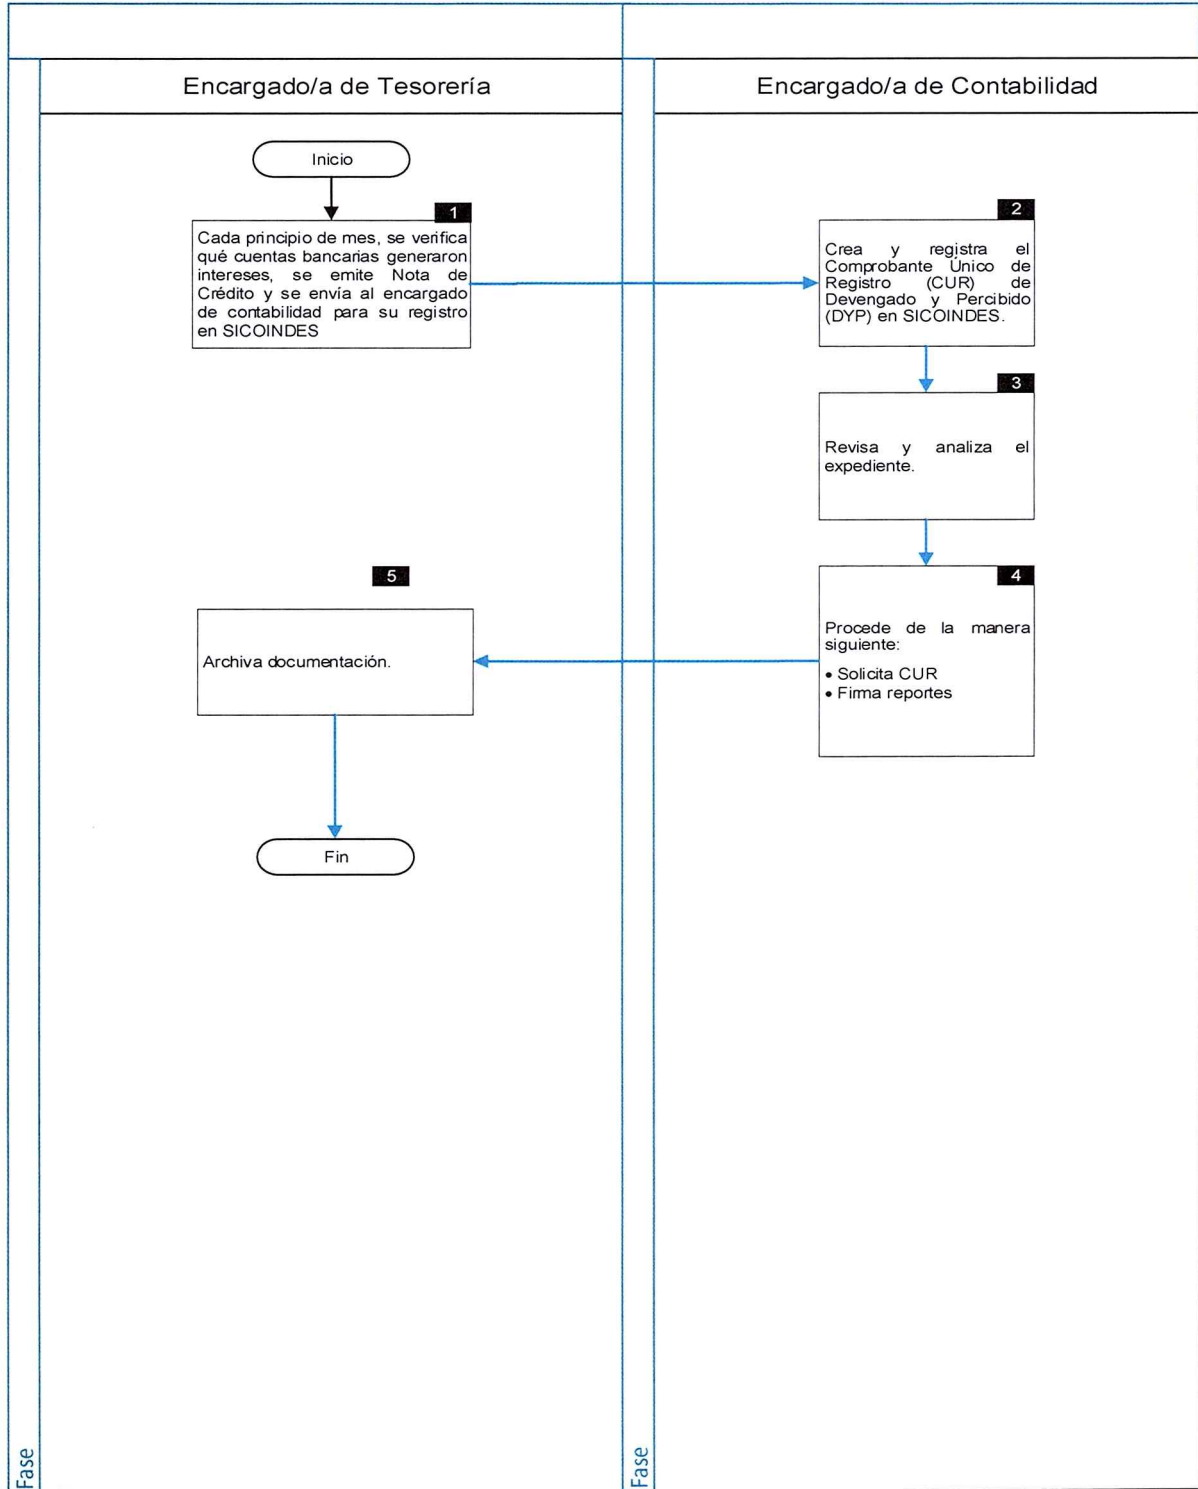 Encargado/a de Tesorería
Encargado/a de Contabilidad
Inicio
1
Cada principio de mes, se verifica
qué cuentas bancarias generaron
intereses, se emite Nota de
Crédito y se envía al encargado
de contabilidad para su registro
en SICOINDES
2
Crea y registra el
Comprobante Único de
Registro (CUR) de
Devengado y Percibido
(DYP) en SICOINDES.
3
Revisa y analiza el
expediente.
4
Procede de la manera
siguiente:
• Solicita CUR
• Firma reportes
5
Archiva documentación.
Fin
Fase
Fase